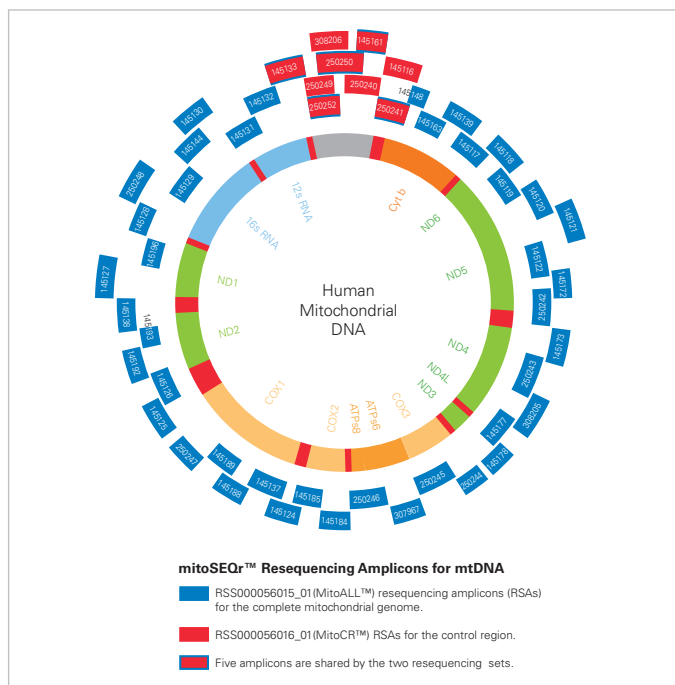 308206
145161
250250
145133
145116
250249
250240
250252
250241
145148
145132
145163
145139
145130
145131
145117
145118
145144
145119
145120
145129
145121
250248
145128
145196
145122
145172
145127
250242
145138
145193
145173
145192
250243
145126
308205
145125
145177
250247
145178
145189
250244
145188
145137
250245
145185
250246
145124
307967
145184
12s RNA
Cyt b
16s RNA
ND6
ND1
ND5
Human
Mitochondrial
DNA
ND2
ND4
ND4L
ND3
COX1
COX2
ATPs8
ATPs6
COX3
mitoSEQr™ Resequencing Amplicons for mtDNA
RSS000056015_01(MitoALL™) resequencing amplicons (RSAs)
for the complete mitochondrial genome.
RSS000056016_01(MitoCR™) RSAs for the control region.
Five amplicons are shared by the two resequencing sets.